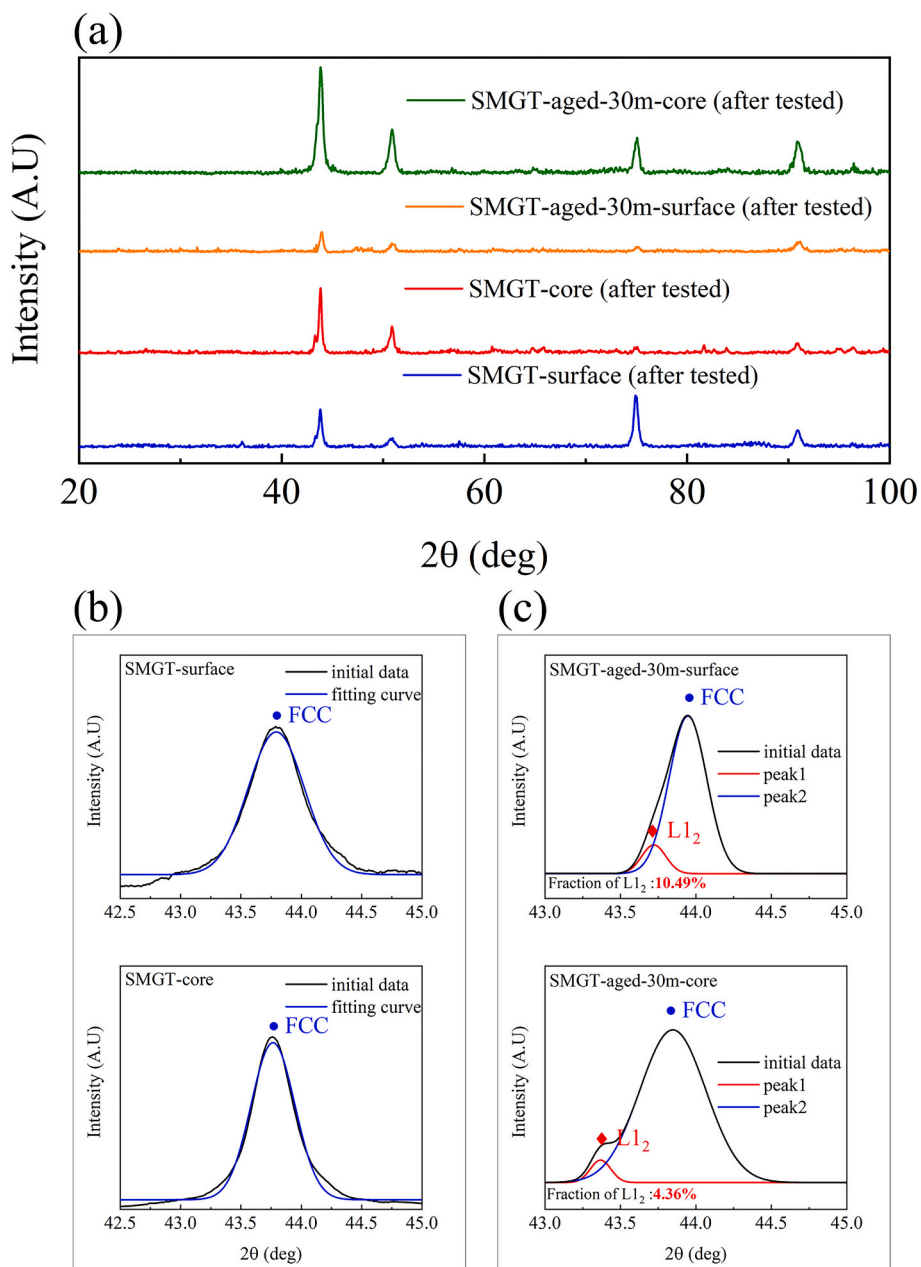 (a)
Intensity (A.U)
SMGT-aged-30m-core (after tested)
SMGT-aged-30m-surface (after tested)
SMGT-core (after tested)
SMGT-surface (after tested)
20 40 60 80 100
2θ (deg)
(b)
SMGT-surface
initial data
fitting curve
FCC
Intensity (A.U)
42.5 43.0 43.5 44.0 44.5 45.0
SMGT-core
initial data
fitting curve
FCC
Intensity (A.U)
42.5 43.0 43.5 44.0 44.5 45.0
2θ (deg)
(c)
SMGT-aged-30m-surface
FCC
initial data
peak1
peak2
L1₂
Intensity (A.U)
Fraction of L1₂ :10.49%
43.0 43.5 44.0 44.5 45.0
SMGT-aged-30m-core
FCC
initial data
peak1
peak2
L1₂
Intensity (A.U)
Fraction of L1₂ :4.36%
43.0 43.5 44.0 44.5 45.0
2θ (deg)